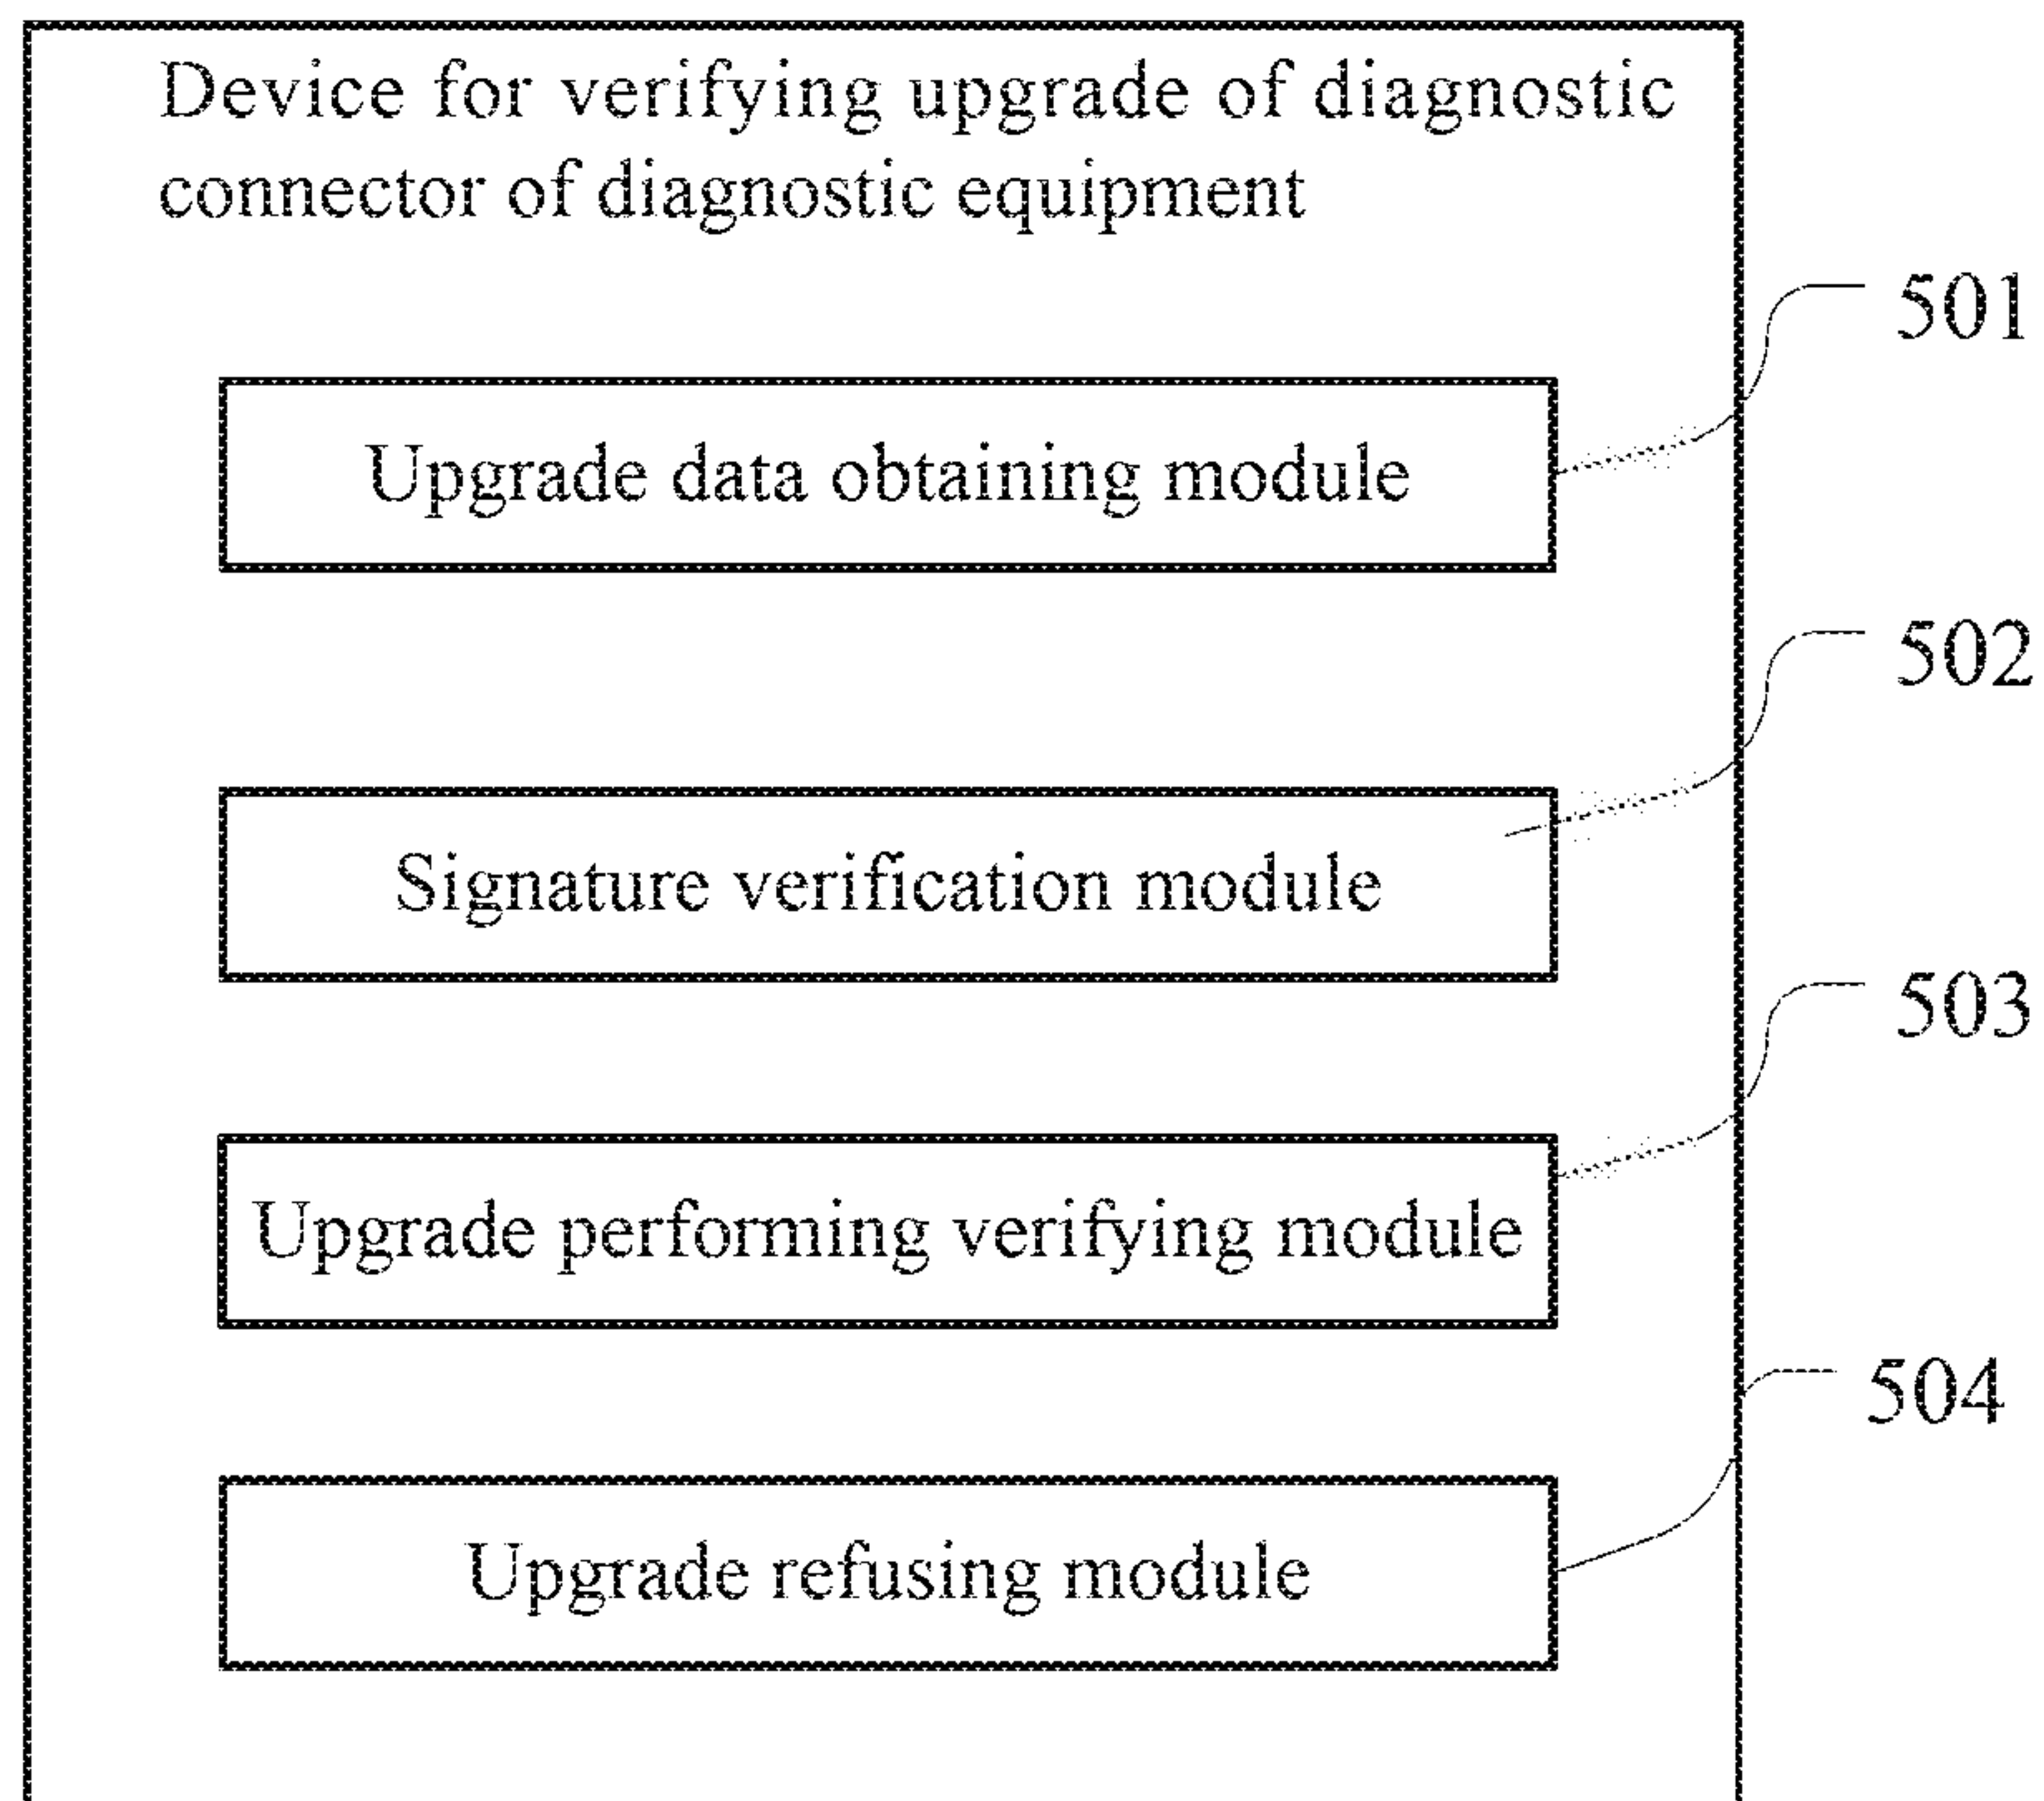 Device for verifying upgrade of diagnostic
connector of diagnostic equipment
501
Upgrade data obtaining module
502
Signature verification module
503
Upgrade performing verifying module
504
Upgrade refusing module